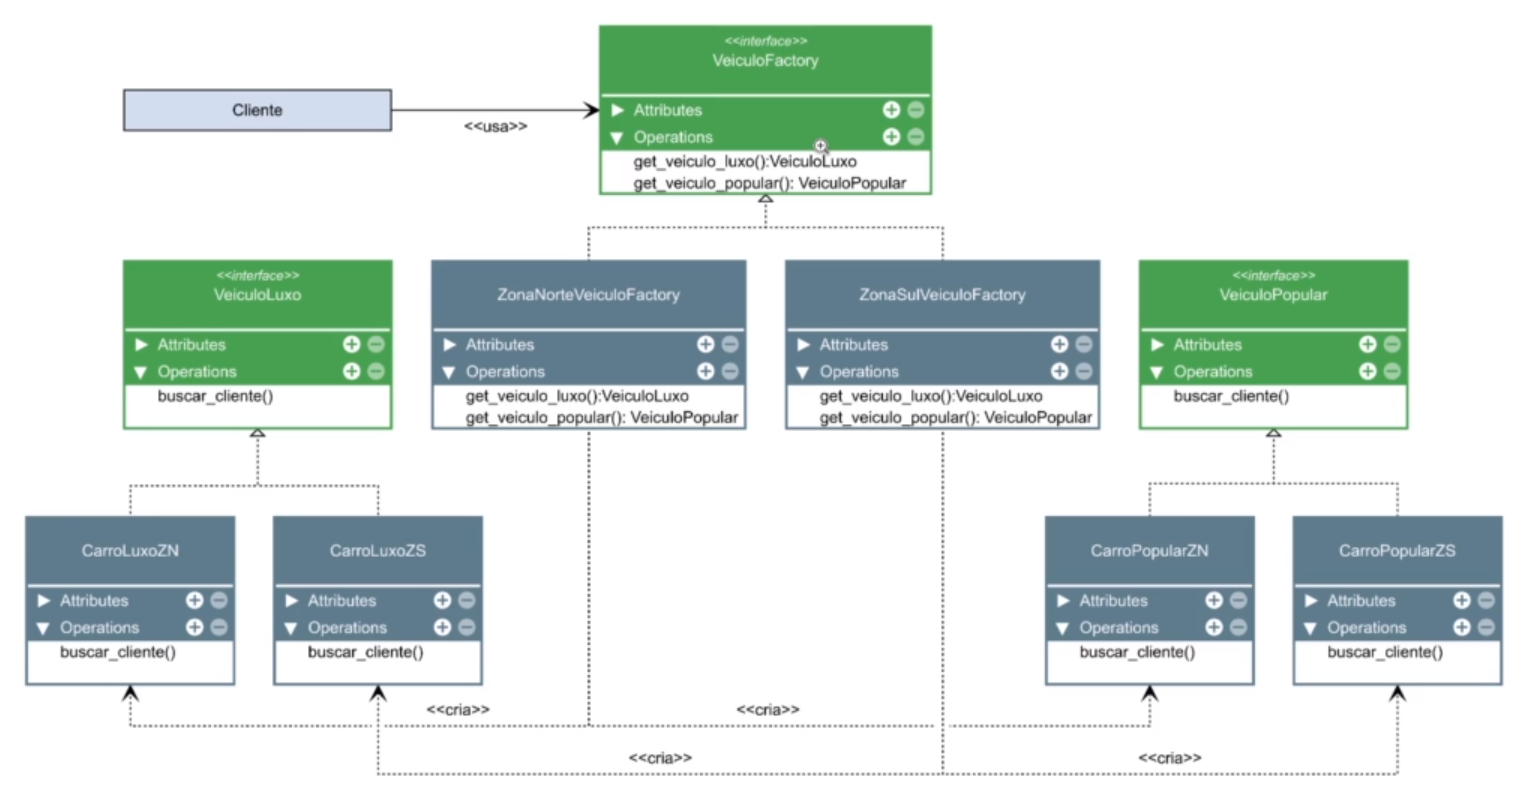 <<interface>>
VeiculoFactory
Cliente
<<usa>>
Attributes
Operations
get_veiculo_luxo():VeiculoLuxo
get_veiculo_popular(): VeiculoPopular
<<interface>>
VeiculoLuxo
Attributes
Operations
buscar_cliente()
ZonaNorteVeiculoFactory
Attributes
Operations
get_veiculo_luxo():VeiculoLuxo
get_veiculo_popular(): VeiculoPopular
ZonaSulVeiculoFactory
Attributes
Operations
get_veiculo_luxo():VeiculoLuxo
get_veiculo_popular(): VeiculoPopular
<<interface>>
VeiculoPopular
Attributes
Operations
buscar_cliente()
CarroLuxoZN
Attributes
Operations
buscar_cliente()
CarroLuxoZS
Attributes
Operations
buscar_cliente()
CarroPopularZN
Attributes
Operations
buscar_cliente()
CarroPopularZS
Attributes
Operations
buscar_cliente()
<<cria>>
<<cria>>
<<cria>>
<<cria>>